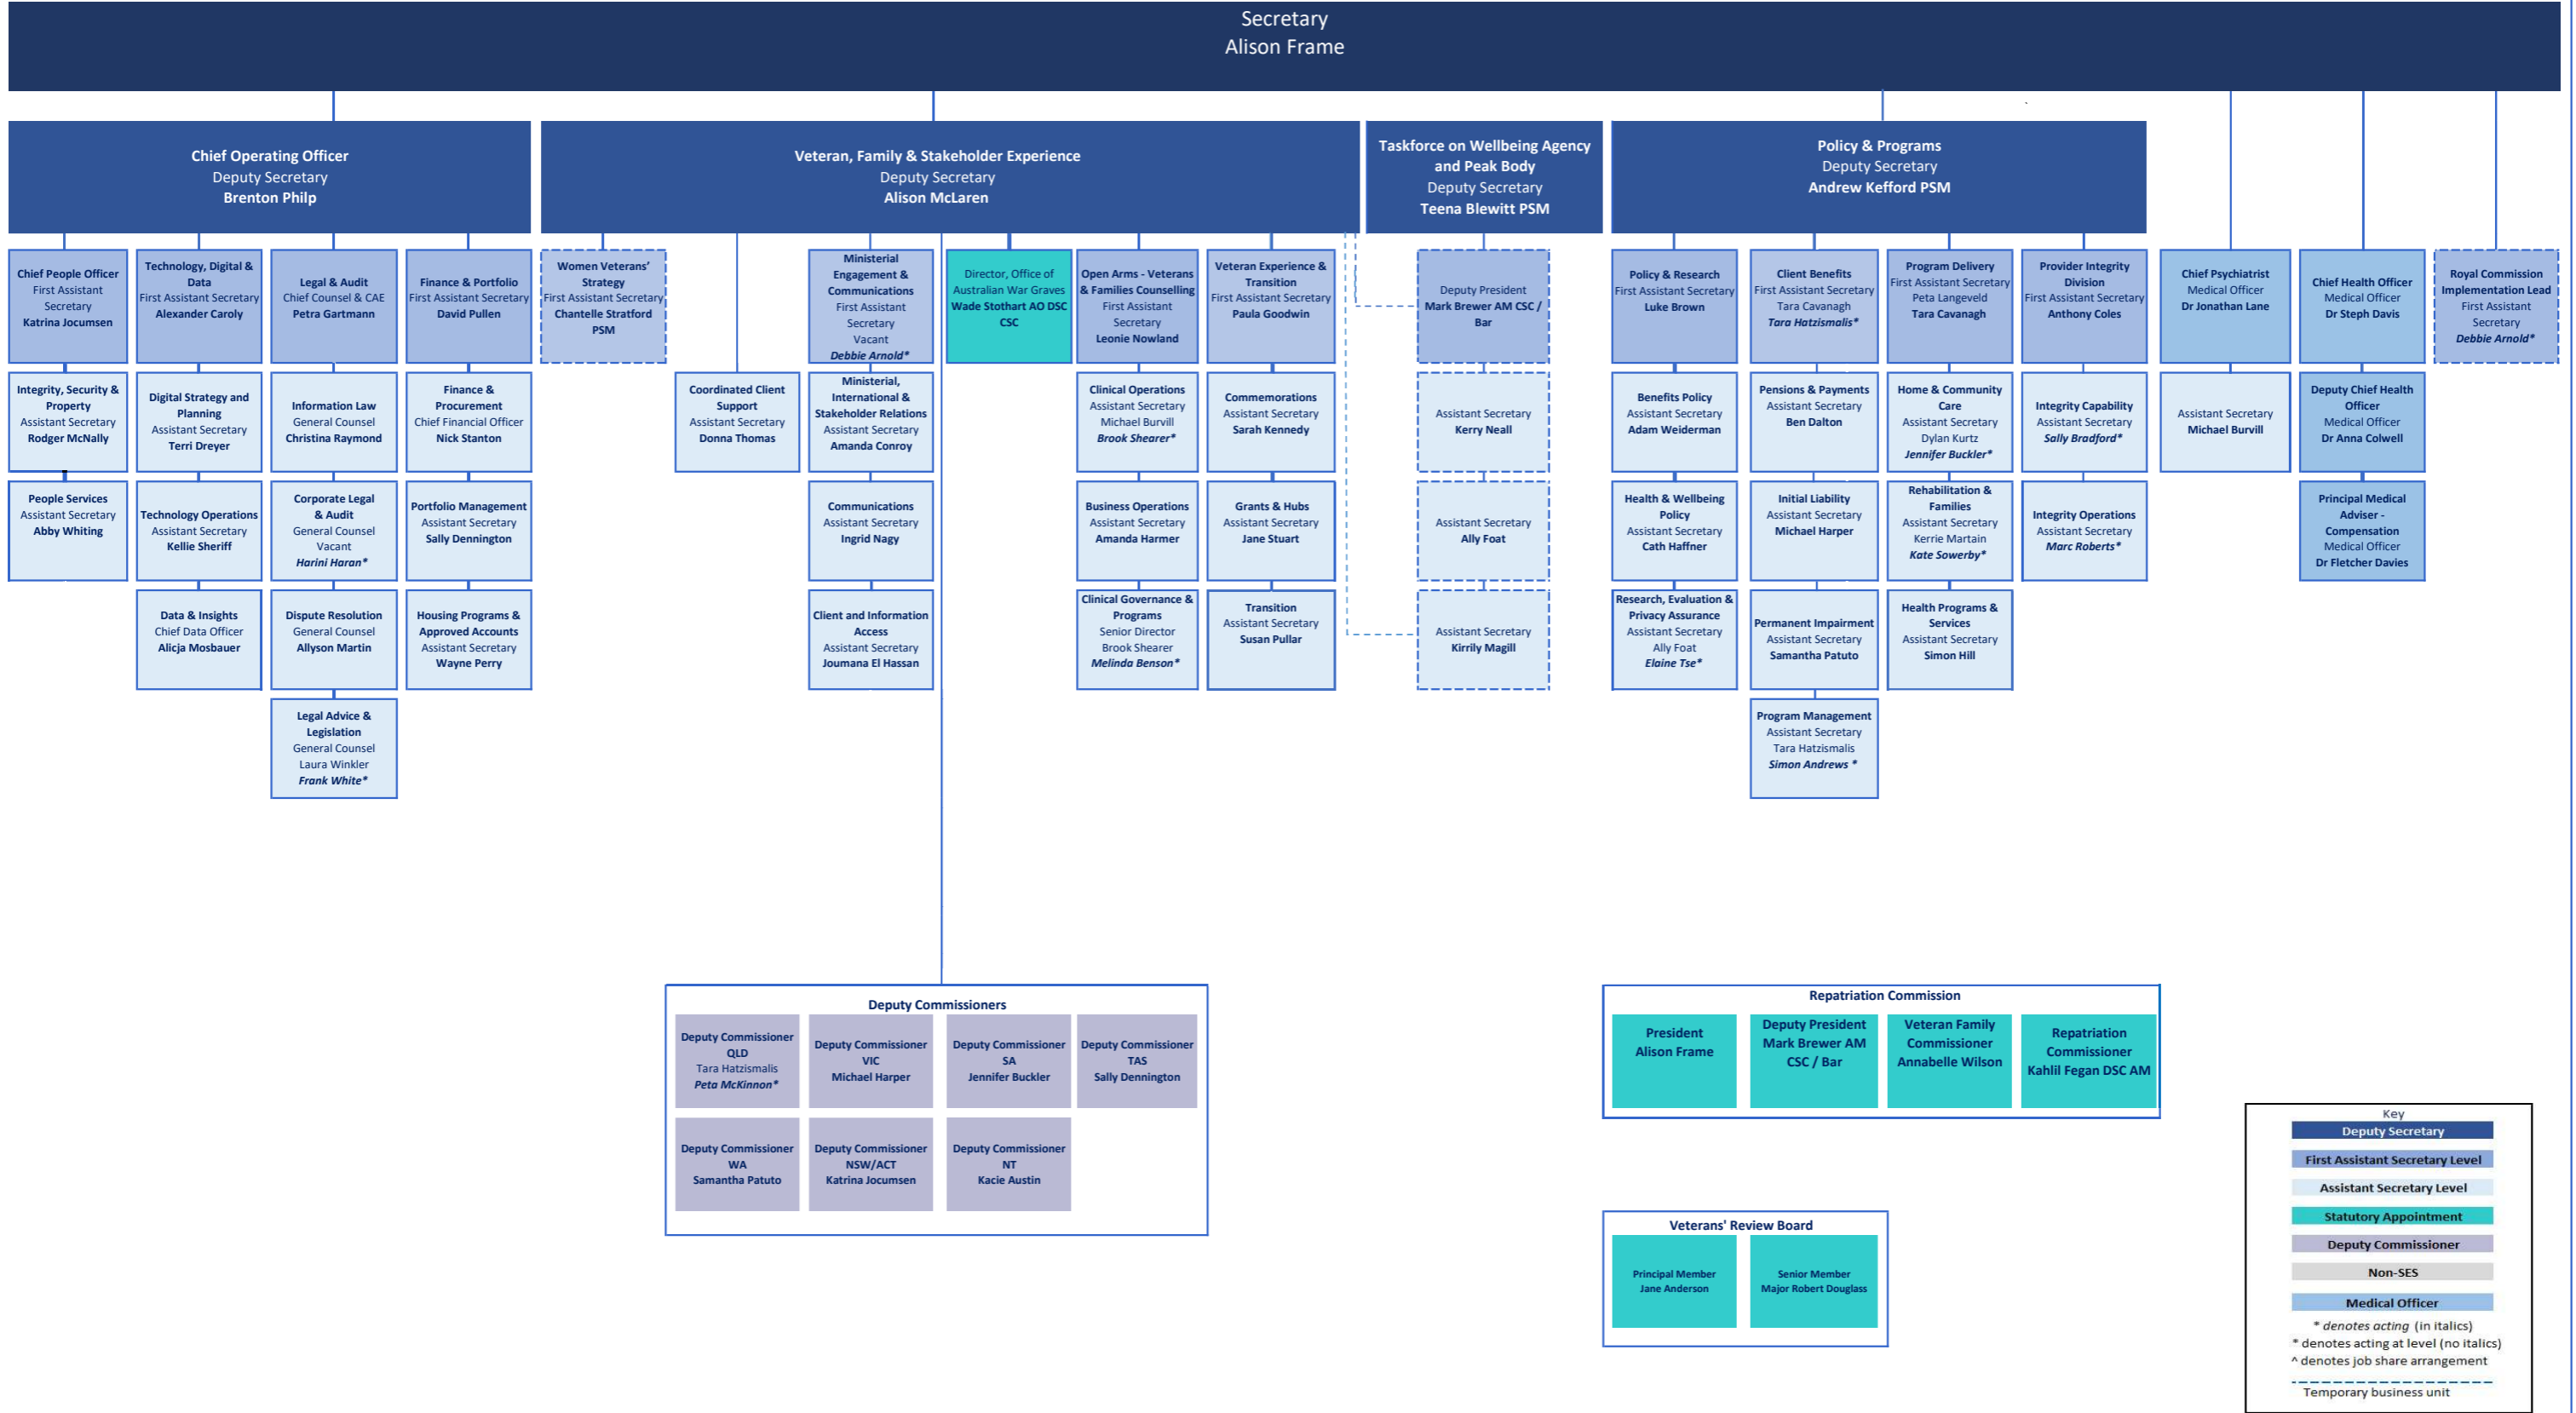 Secretary
Alison Frame
Chief Operating Officer
Deputy Secretary
Brenton Philp
Veteran, Family & Stakeholder Experience
Deputy Secretary
Alison McLaren
Taskforce on Wellbeing Agency
and Peak Body
Deputy Secretary
Teena Blewitt PSM
Policy & Programs
Deputy Secretary
Andrew Kefford PSM
Chief People Officer
First Assistant
Secretary
Katrina Jocumsen
Technology, Digital &
Data
First Assistant Secretary
Alexander Caroly
Legal & Audit
Chief Counsel & CAE
Petra Gartmann
Finance & Portfolio
First Assistant Secretary
David Pullen
Women Veterans’
Strategy
First Assistant Secretary
Chantelle Stratford
PSM
Ministerial
Engagement &
Communications
First Assistant
Secretary
Vacant
Debbie Arnold*
Director, Office of
Australian War Graves
Wade Stothart AO DSC
CSC
Open Arms - Veterans
& Families Counselling
First Assistant
Secretary
Leonie Nowland
Veteran Experience &
Transition
First Assistant Secretary
Paula Goodwin
Deputy President
Mark Brewer AM CSC /
Bar
Policy & Research
First Assistant Secretary
Luke Brown
Client Benefits
First Assistant Secretary
Tara Cavanagh
Tara Hatzismalis*
Program Delivery
First Assistant Secretary
Peta Langeveld
Tara Cavanagh
Provider Integrity
Division
First Assistant Secretary
Anthony Coles
Chief Psychiatrist
Medical Officer
Dr Jonathan Lane
Chief Health Officer
Medical Officer
Dr Steph Davis
Royal Commission
Implementation Lead
First Assistant
Secretary
Debbie Arnold*
Integrity, Security &
Property
Assistant Secretary
Rodger McNally
Digital Strategy and
Planning
Assistant Secretary
Terri Dreyer
Information Law
General Counsel
Christina Raymond
Finance &
Procurement
Chief Financial Officer
Nick Stanton
Coordinated Client
Support
Assistant Secretary
Donna Thomas
Ministerial,
International &
Stakeholder Relations
Assistant Secretary
Amanda Conroy
Clinical Operations
Assistant Secretary
Michael Burvill
Brook Shearer*
Commemorations
Assistant Secretary
Sarah Kennedy
Assistant Secretary
Kerry Neall
Benefits Policy
Assistant Secretary
Adam Weiderman
Pensions & Payments
Assistant Secretary
Ben Dalton
Home & Community
Care
Assistant Secretary
Dylan Kurtz
Jennifer Buckler*
Integrity Capability
Assistant Secretary
Sally Bradford*
Assistant Secretary
Michael Burvill
Deputy Chief Health
Officer
Medical Officer
Dr Anna Colwell
People Services
Assistant Secretary
Abby Whiting
Technology Operations
Assistant Secretary
Kellie Sheriff
Corporate Legal
& Audit
General Counsel
Vacant
Harini Haran*
Portfolio Management
Assistant Secretary
Sally Dennington
Communications
Assistant Secretary
Ingrid Nagy
Business Operations
Assistant Secretary
Amanda Harmer
Grants & Hubs
Assistant Secretary
Jane Stuart
Assistant Secretary
Ally Foat
Health & Wellbeing
Policy
Assistant Secretary
Cath Haffner
Initial Liability
Assistant Secretary
Michael Harper
Rehabilitation &
Families
Assistant Secretary
Kerrie Martain
Kate Sowerby*
Integrity Operations
Assistant Secretary
Marc Roberts*
Principal Medical
Adviser -
Compensation
Medical Officer
Dr Fletcher Davies
Data & Insights
Chief Data Officer
Alicja Mosbauer
Dispute Resolution
General Counsel
Allyson Martin
Housing Programs &
Approved Accounts
Assistant Secretary
Wayne Perry
Client and Information
Access
Assistant Secretary
Joumana El Hassan
Clinical Governance &
Programs
Senior Director
Brook Shearer
Melinda Benson*
Transition
Assistant Secretary
Susan Pullar
Assistant Secretary
Kirrily Magill
Research, Evaluation &
Privacy Assurance
Assistant Secretary
Ally Foat
Elaine Tse*
Permanent Impairment
Assistant Secretary
Samantha Patuto
Health Programs &
Services
Assistant Secretary
Simon Hill
Legal Advice &
Legislation
General Counsel
Laura Winkler
Frank White*
Program Management
Assistant Secretary
Tara Hatzismalis
Simon Andrews *
Deputy Commissioners
Deputy Commissioner
QLD
Tara Hatzismalis
Peta McKinnon*
Deputy Commissioner
VIC
Michael Harper
Deputy Commissioner
SA
Jennifer Buckler
Deputy Commissioner
TAS
Sally Dennington
Deputy Commissioner
WA
Samantha Patuto
Deputy Commissioner
NSW/ACT
Katrina Jocumsen
Deputy Commissioner
NT
Kacie Austin
Repatriation Commission
President
Alison Frame
Deputy President
Mark Brewer AM
CSC / Bar
Veteran Family
Commissioner
Annabelle Wilson
Repatriation
Commissioner
Kahlil Fegan DSC AM
Veterans' Review Board
Principal Member
Jane Anderson
Senior Member
Major Robert Douglass
Key
Deputy Secretary
First Assistant Secretary Level
Assistant Secretary Level
Statutory Appointment
Deputy Commissioner
Non-SES
Medical Officer
* denotes acting (in italics)
* denotes acting at level (no italics)
^ denotes job share arrangement
Temporary business unit